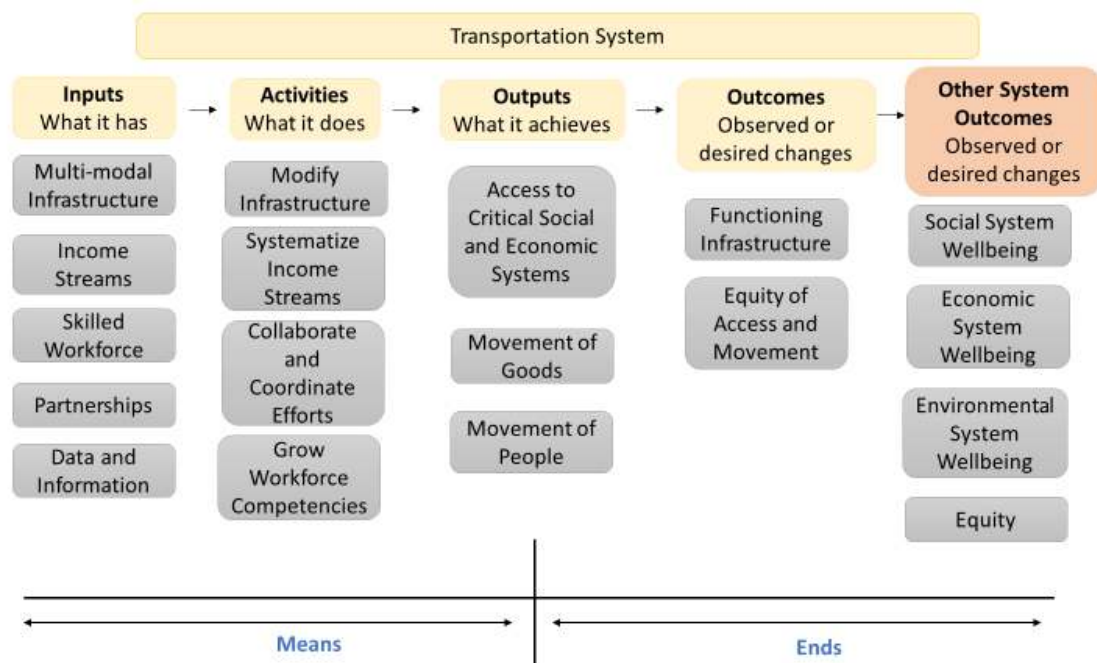 Transportation System
Inputs
What it has
Activities
What it does
Outputs
What it achieves
Outcomes
Observed or
desired changes
Other System
Outcomes
Observed or
desired changes
Multi-modal
Infrastructure
Income
Streams
Skilled
Workforce
Partnerships
Data and
Information
Modify
Infrastructure
Systematize
Income
Streams
Collaborate
and
Coordinate
Efforts
Grow
Workforce
Competencies
Access to
Critical Social
and Economic
Systems
Movement of
Goods
Movement of
People
Functioning
Infrastructure
Equity of
Access and
Movement
Social System
Wellbeing
Economic
System
Wellbeing
Environmental
System
Wellbeing
Equity
Means
Ends